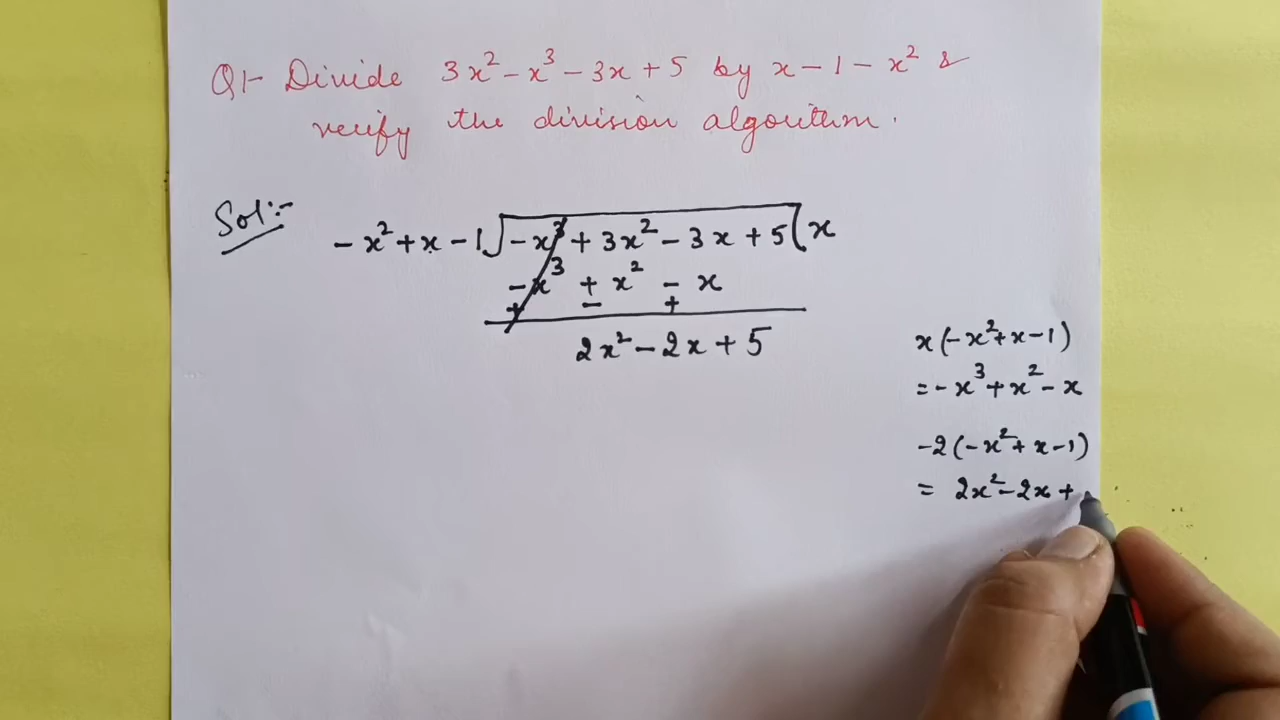 Q1- Divide 3x² - x³ - 3x + 5 by x - 1 - x² &
verify the division algoritum.
Sol:-
-x² + x - 1 ) -x³ + 3x² - 3x + 5 ( x
-x³ + x² - x
+ - +
2x² - 2x + 5
x(-x² + x - 1)
= -x³ + x² - x
-2(-x² + x - 1)
= 2x² - 2x +